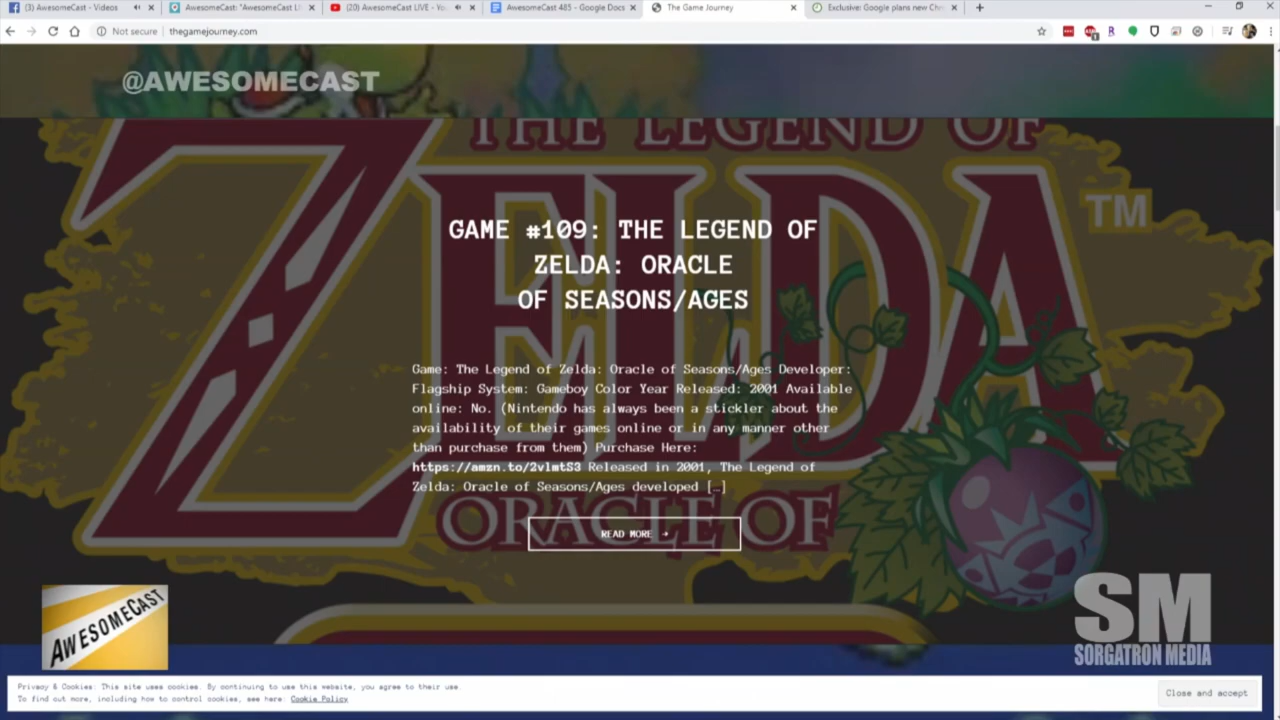 (3) AwesomeCast - Videos
AwesomeCast: "AwesomeCast Li
(20) AwesomeCast LIVE - You
AwesomeCast 485 - Google Docs
The Game Journey
Exclusive: Google plans new Chr
Not secure | thegamejourney.com
@AWESOMECAST
THE LEGEND OF
ZELDA
TM
GAME #109: THE LEGEND OF
ZELDA: ORACLE
OF SEASONS/AGES
Game: The Legend of Zelda: Oracle of Seasons/Ages Developer:
Flagship System: Gameboy Color Year Released: 2001 Available
online: No. (Nintendo has always been a stickler about the
availability of their games online or in any manner other
than purchase from them) Purchase Here:
https://amzn.to/2vlmtS3 Released in 2001, The Legend of
Zelda: Oracle of Seasons/Ages developed […]
ORACLE OF
READ MORE →
AWESOMECAST
SM
SORGATRON MEDIA
Privacy & Cookies: This site uses cookies. By continuing to use this website, you agree to their use.
To find out more, including how to control cookies, see here: Cookie Policy
Close and accept